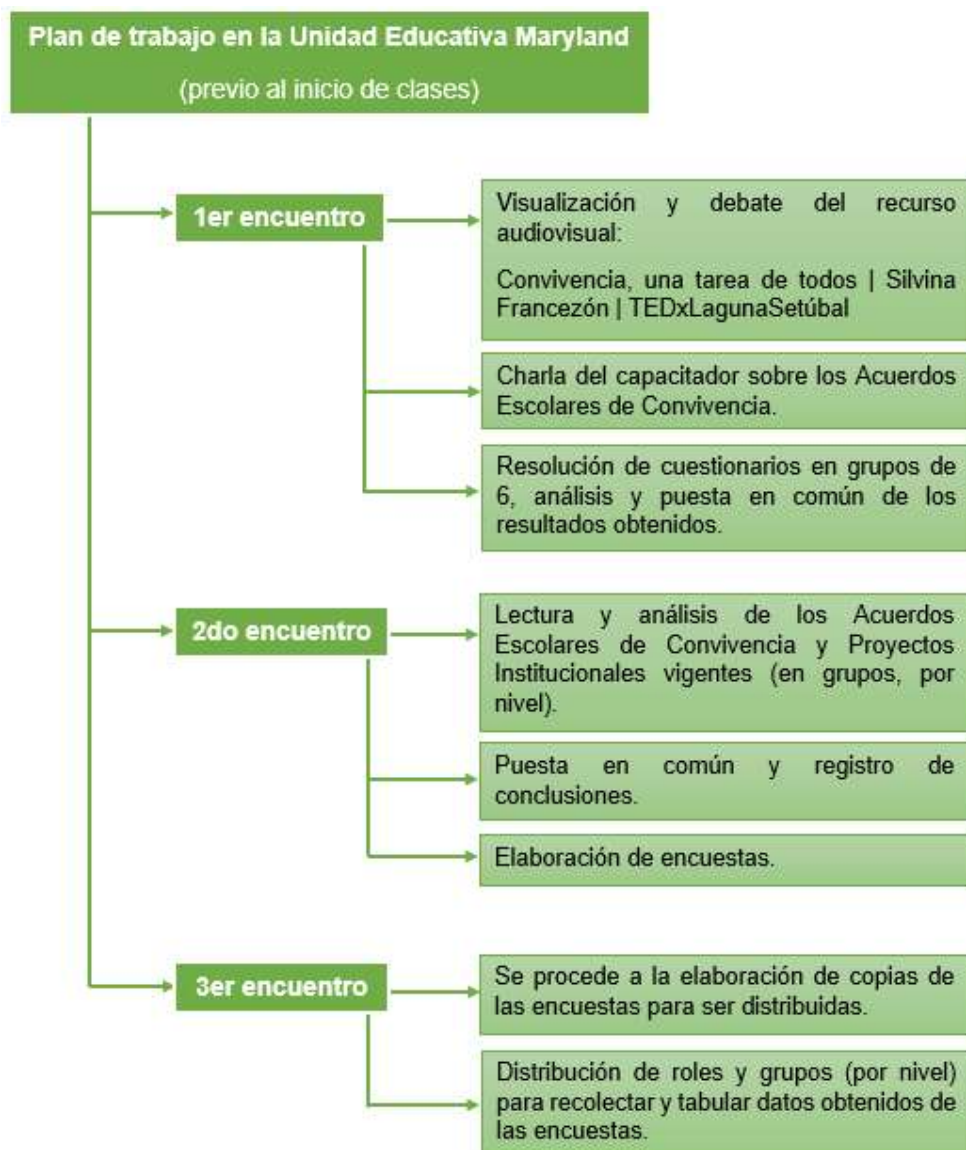 Plan de trabajo en la Unidad Educativa Maryland
(previo al inicio de clases)
1er encuentro
Visualización y debate del recurso
audiovisual:
Convivencia, una tarea de todos | Silvina
Francezón | TEDxLagunaSetúbal
Charla del capacitador sobre los Acuerdos
Escolares de Convivencia.
Resolución de cuestionarios en grupos de
6, análisis y puesta en común de los
resultados obtenidos.
2do encuentro
Lectura y análisis de los Acuerdos
Escolares de Convivencia y Proyectos
Institucionales vigentes (en grupos, por
nivel).
Puesta en común y registro de
conclusiones.
Elaboración de encuestas.
3er encuentro
Se procede a la elaboración de copias de
las encuestas para ser distribuidas.
Distribución de roles y grupos (por nivel)
para recolectar y tabular datos obtenidos de
las encuestas.